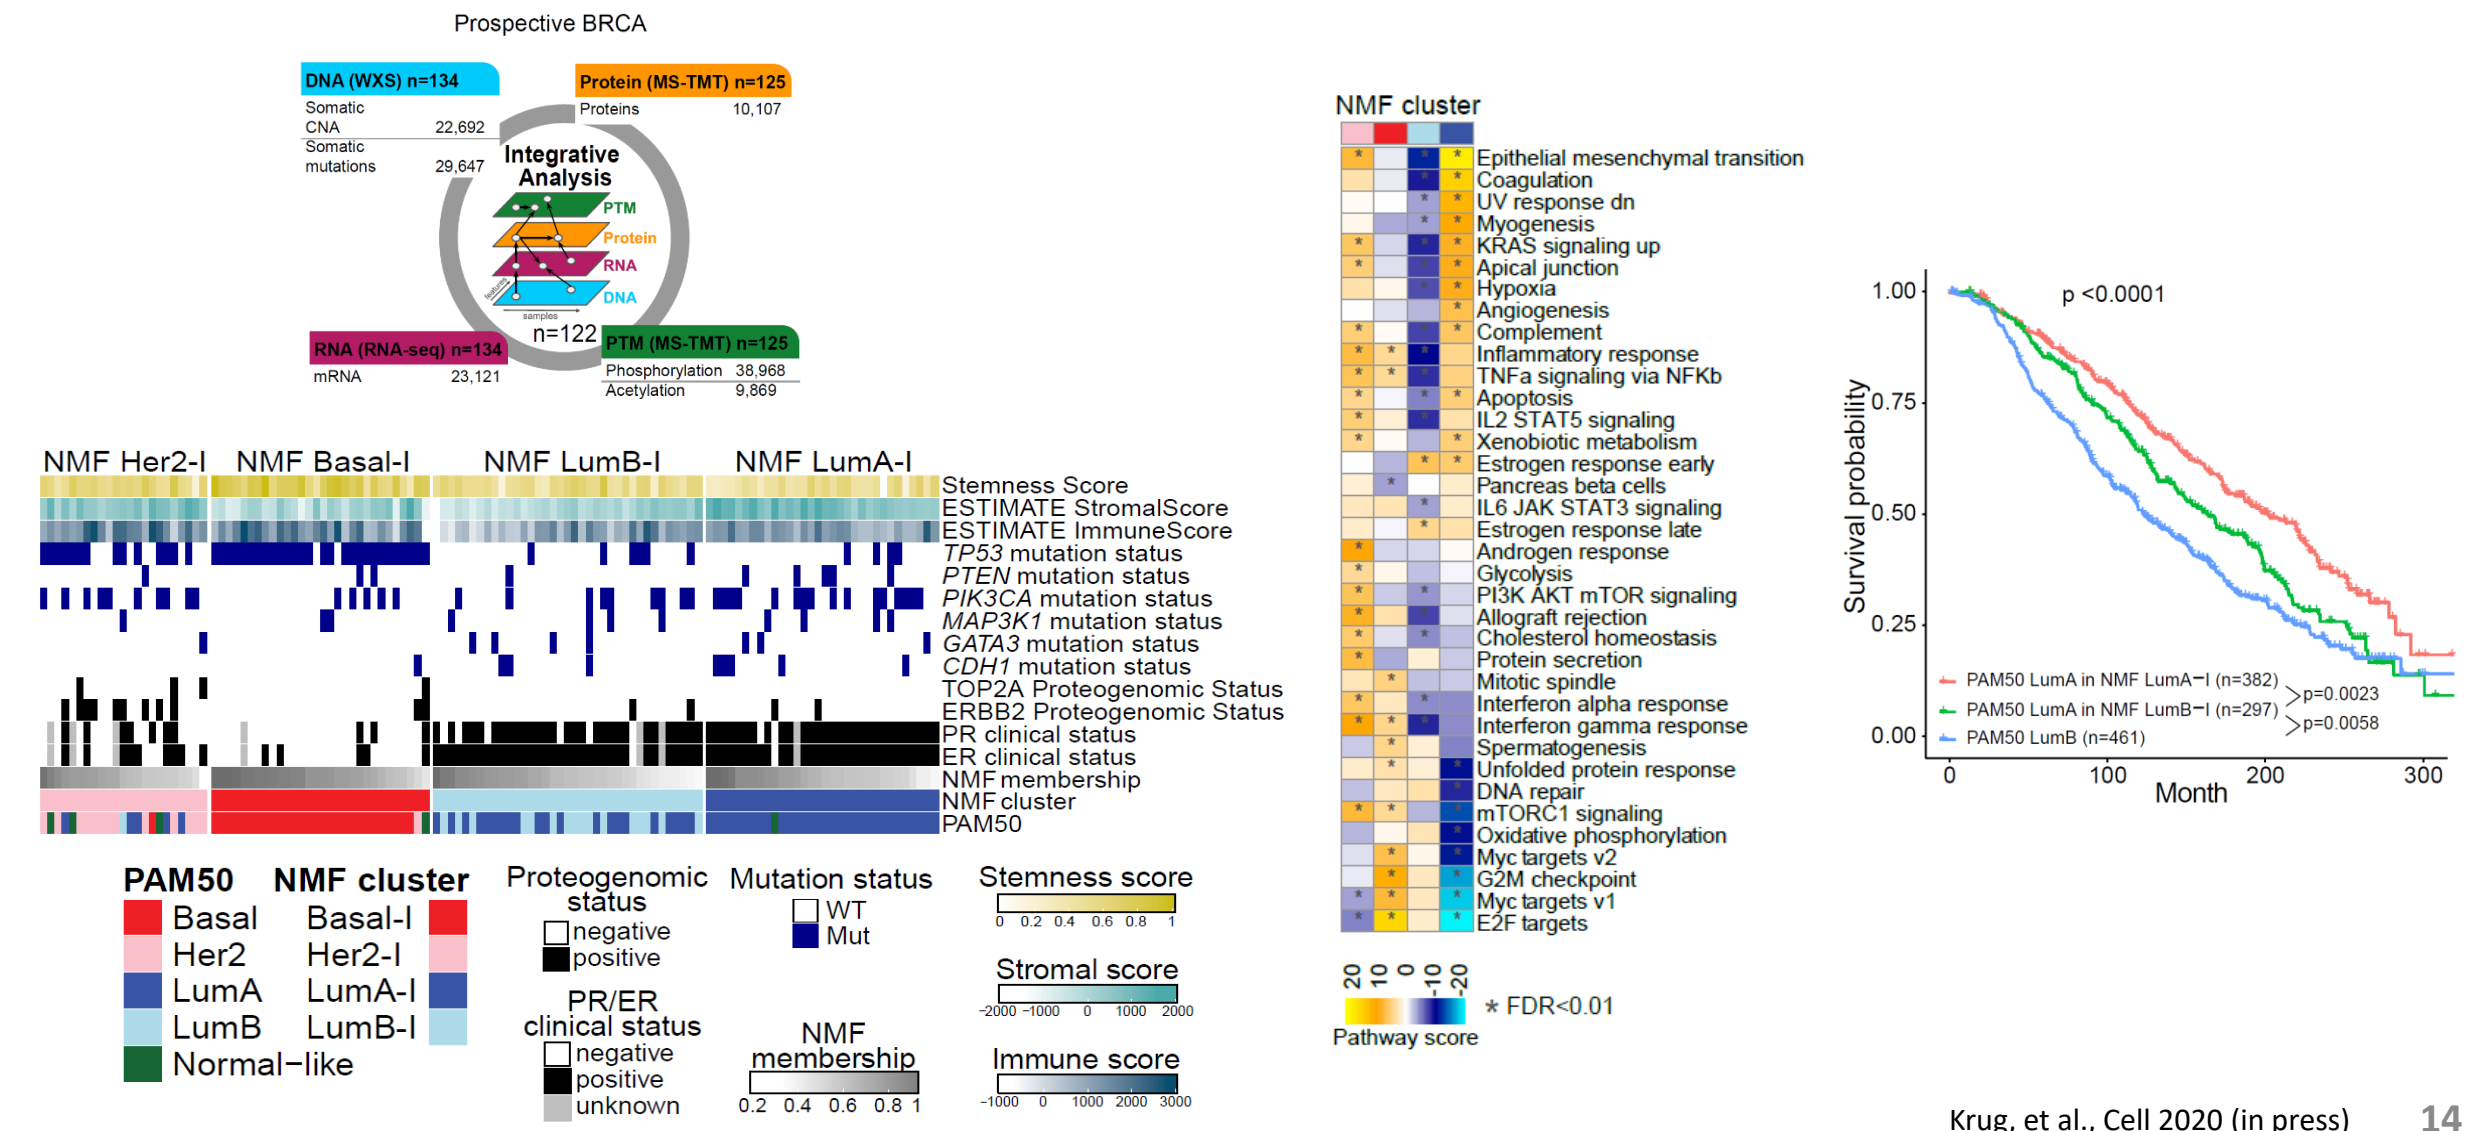 Prospective BRCA
DNA (WXS) n=134
Somatic
CNA 22,692
Somatic
mutations 29,647
Protein (MS-TMT) n=125
Proteins 10,107
Integrative
Analysis
PTM
Protein
RNA
DNA
features
samples
n=122
RNA (RNA-seq) n=134
mRNA 23,121
PTM (MS-TMT) n=125
Phosphorylation 38,968
Acetylation 9,869
NMF Her2-I NMF Basal-I NMF LumB-I NMF LumA-I
Stemness Score
ESTIMATE StromalScore
ESTIMATE ImmuneScore
TP53 mutation status
PTEN mutation status
PIK3CA mutation status
MAP3K1 mutation status
GATA3 mutation status
CDH1 mutation status
TOP2A Proteogenomic Status
ERBB2 Proteogenomic Status
PR clinical status
ER clinical status
NMF membership
NMF cluster
PAM50
PAM50 NMF cluster
Basal Basal-I
Her2 Her2-I
LumA LumA-I
LumB LumB-I
Normal−like
Proteogenomic
status
negative
positive
PR/ER
clinical status
negative
positive
unknown
Mutation status
WT
Mut
NMF
membership
0.2 0.4 0.6 0.8 1
Stemness score
0 0.2 0.4 0.6 0.8 1
Stromal score
−2000 −1000 0 1000 2000
Immune score
−1000 0 1000 2000 3000
NMF cluster
* * * Epithelial mesenchymal transition
* * Coagulation
* * UV response dn
* * Myogenesis
* * * KRAS signaling up
* * * Apical junction
* * Hypoxia
* Angiogenesis
* * * Complement
* * * Inflammatory response
* * * TNFa signaling via NFKb
* * * Apoptosis
* * IL2 STAT5 signaling
* * Xenobiotic metabolism
* * Estrogen response early
* Pancreas beta cells
* IL6 JAK STAT3 signaling
* Estrogen response late
* Androgen response
* Glycolysis
* * PI3K AKT mTOR signaling
* * Allograft rejection
* * Cholesterol homeostasis
* Protein secretion
* Mitotic spindle
* * Interferon alpha response
* * * Interferon gamma response
* Spermatogenesis
* * Unfolded protein response
* DNA repair
* * * mTORC1 signaling
* Oxidative phosphorylation
* * Myc targets v2
* * G2M checkpoint
* * * Myc targets v1
* * * E2F targets
20 10 0 -10 -20
* FDR<0.01
Pathway score
p <0.0001
Survival probability
1.00
0.75
0.50
0.25
0.00
PAM50 LumA in NMF LumA−I (n=382)
p=0.0023
PAM50 LumA in NMF LumB−I (n=297)
p=0.0058
PAM50 LumB (n=461)
0 100 200 300
Month
Krug, et al., Cell 2020 (in press)
14